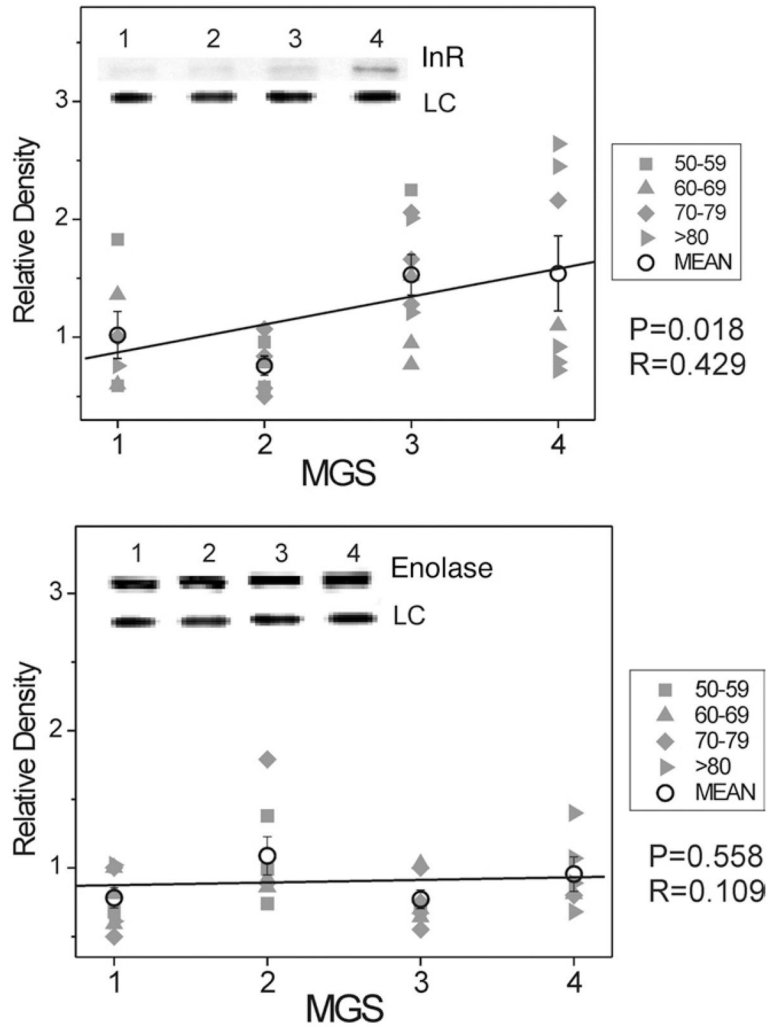 1 2 3 4
InR
LC
3
2
1
Relative Density
1 2 3 4
MGS
50-59
60-69
70-79
>80
MEAN
P=0.018
R=0.429
1 2 3 4
Enolase
LC
3
2
1
Relative Density
1 2 3 4
MGS
50-59
60-69
70-79
>80
MEAN
P=0.558
R=0.109